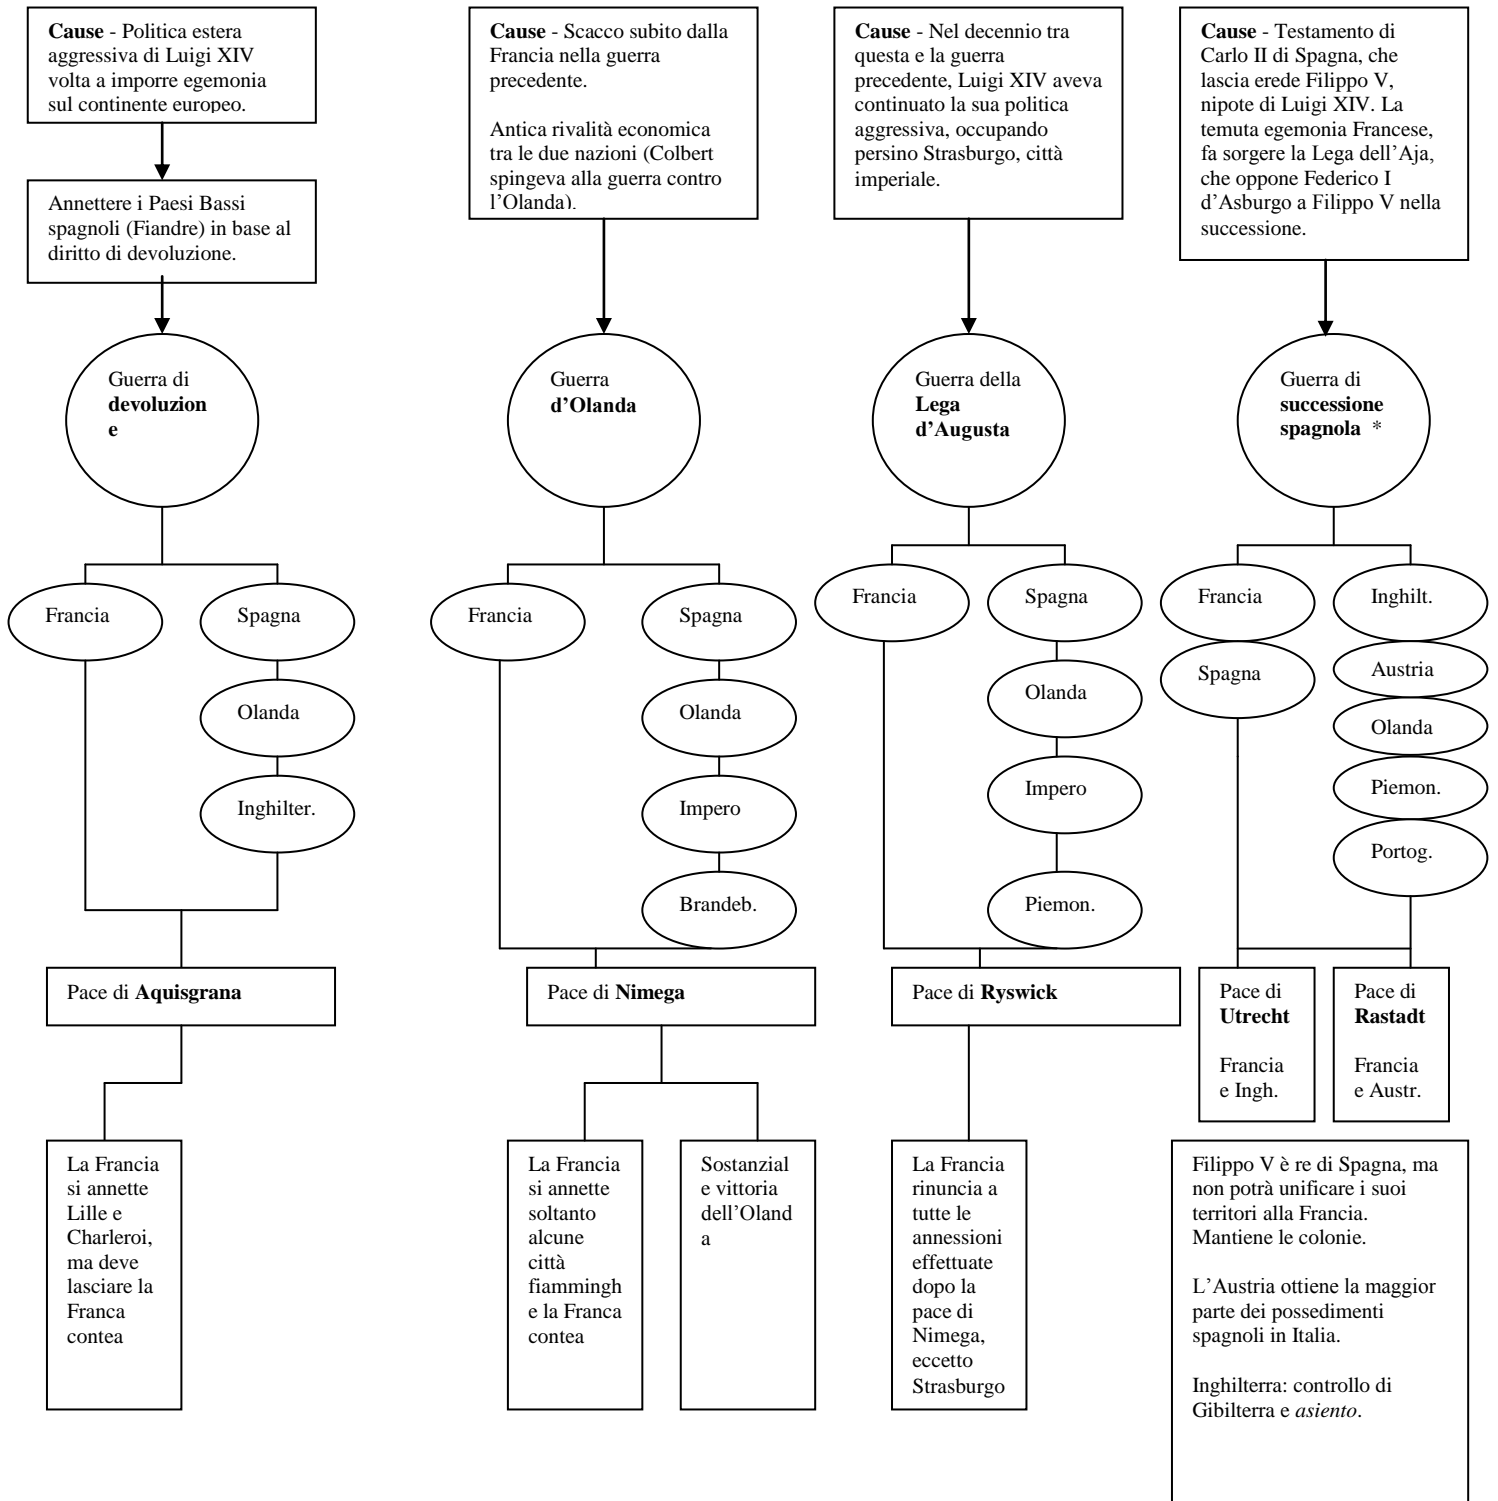 Cause - Politica estera
aggressiva di Luigi XIV
volta a imporre egemonia
sul continente europeo.
Annettere i Paesi Bassi
spagnoli (Fiandre) in base al
diritto di devoluzione.
Guerra di
devoluzion
e
Francia
Spagna
Olanda
Inghilter.
Pace di Aquisgrana
La Francia
si annette
Lille e
Charleroi,
ma deve
lasciare la
Franca
contea
Cause - Scacco subito dalla
Francia nella guerra
precedente.
Antica rivalità economica
tra le due nazioni (Colbert
spingeva alla guerra contro
l’Olanda).
Guerra
d’Olanda
Francia
Spagna
Olanda
Impero
Brandeb.
Pace di Nimega
La Francia
si annette
soltanto
alcune
città
fiammingh
e la Franca
contea
Sostanzial
e vittoria
dell’Oland
a
Cause - Nel decennio tra
questa e la guerra
precedente, Luigi XIV aveva
continuato la sua politica
aggressiva, occupando
persino Strasburgo, città
imperiale.
Guerra della
Lega
d’Augusta
Francia
Spagna
Olanda
Impero
Piemon.
Pace di Ryswick
La Francia
rinuncia a
tutte le
annessioni
effettuate
dopo la
pace di
Nimega,
eccetto
Strasburgo
Cause - Testamento di
Carlo II di Spagna, che
lascia erede Filippo V,
nipote di Luigi XIV. La
temuta egemonia Francese,
fa sorgere la Lega dell’Aja,
che oppone Federico I
d’Asburgo a Filippo V nella
successione.
Guerra di
successione
spagnola *
Francia
Spagna
Inghilt.
Austria
Olanda
Piemon.
Portog.
Pace di
Utrecht
Francia
e Ingh.
Pace di
Rastadt
Francia
e Austr.
Filippo V è re di Spagna, ma
non potrà unificare i suoi
territori alla Francia.
Mantiene le colonie.
L’Austria ottiene la maggior
parte dei possedimenti
spagnoli in Italia.
Inghilterra: controllo di
Gibilterra e asiento.